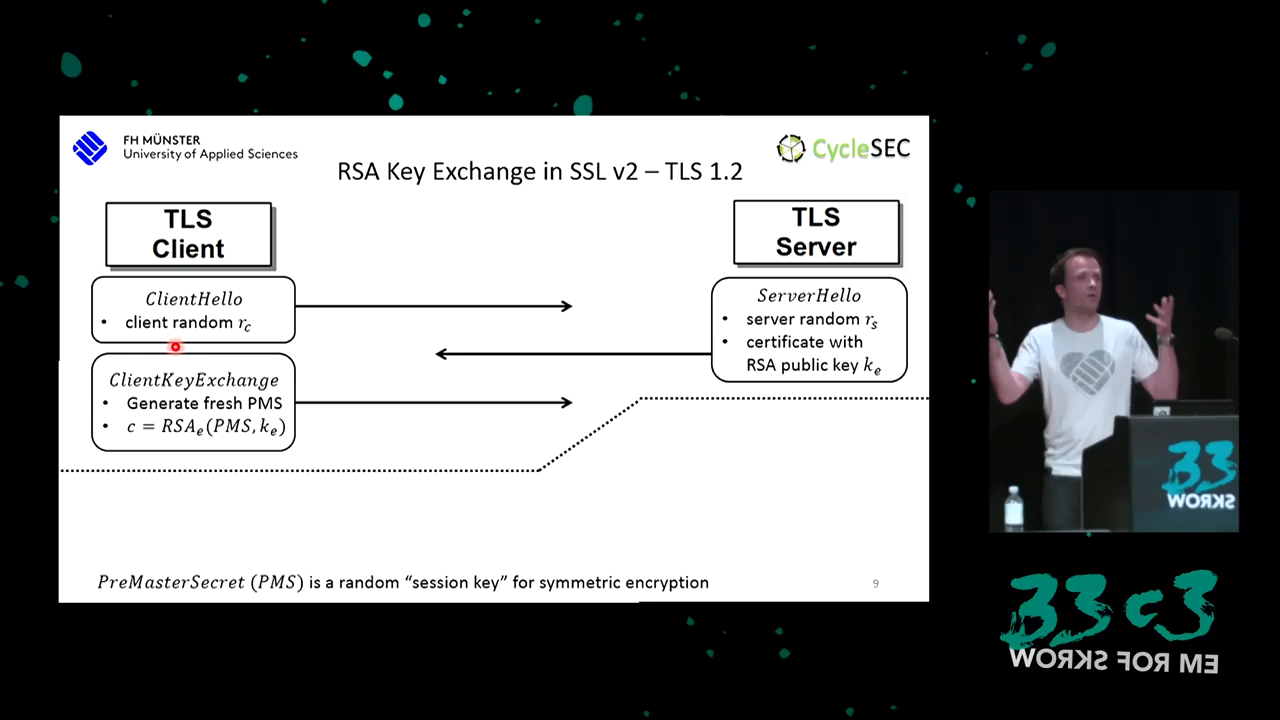 FH MÜNSTER
University of Applied Sciences
CycleSEC
RSA Key Exchange in SSL v2 – TLS 1.2
TLS
Client
TLS
Server
ClientHello
• client random r_c
ServerHello
• server random r_s
• certificate with
RSA public key k_e
ClientKeyExchange
• Generate fresh PMS
• c = RSA_e(PMS, k_e)
PreMasterSecret (PMS) is a random “session key” for symmetric encryption
9
33
WORKS
33c3
WORKS FOR ME